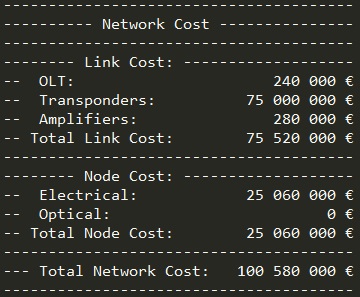 ---------------------------------------
---------- Network Cost ---------------
---------------------------------------
-------- Link Cost: -------------------
--  OLT:                      240 000 €
--  Transponders:          75 000 000 €
--  Amplifiers:               280 000 €
-- Total Link Cost:        75 520 000 €
---------------------------------------
-------- Node Cost: -------------------
--  Electrical:            25 060 000 €
--  Optical:                        0 €
-- Total Node Cost:        25 060 000 €
---------------------------------------
--- Total Network Cost:   100 580 000 €
---------------------------------------